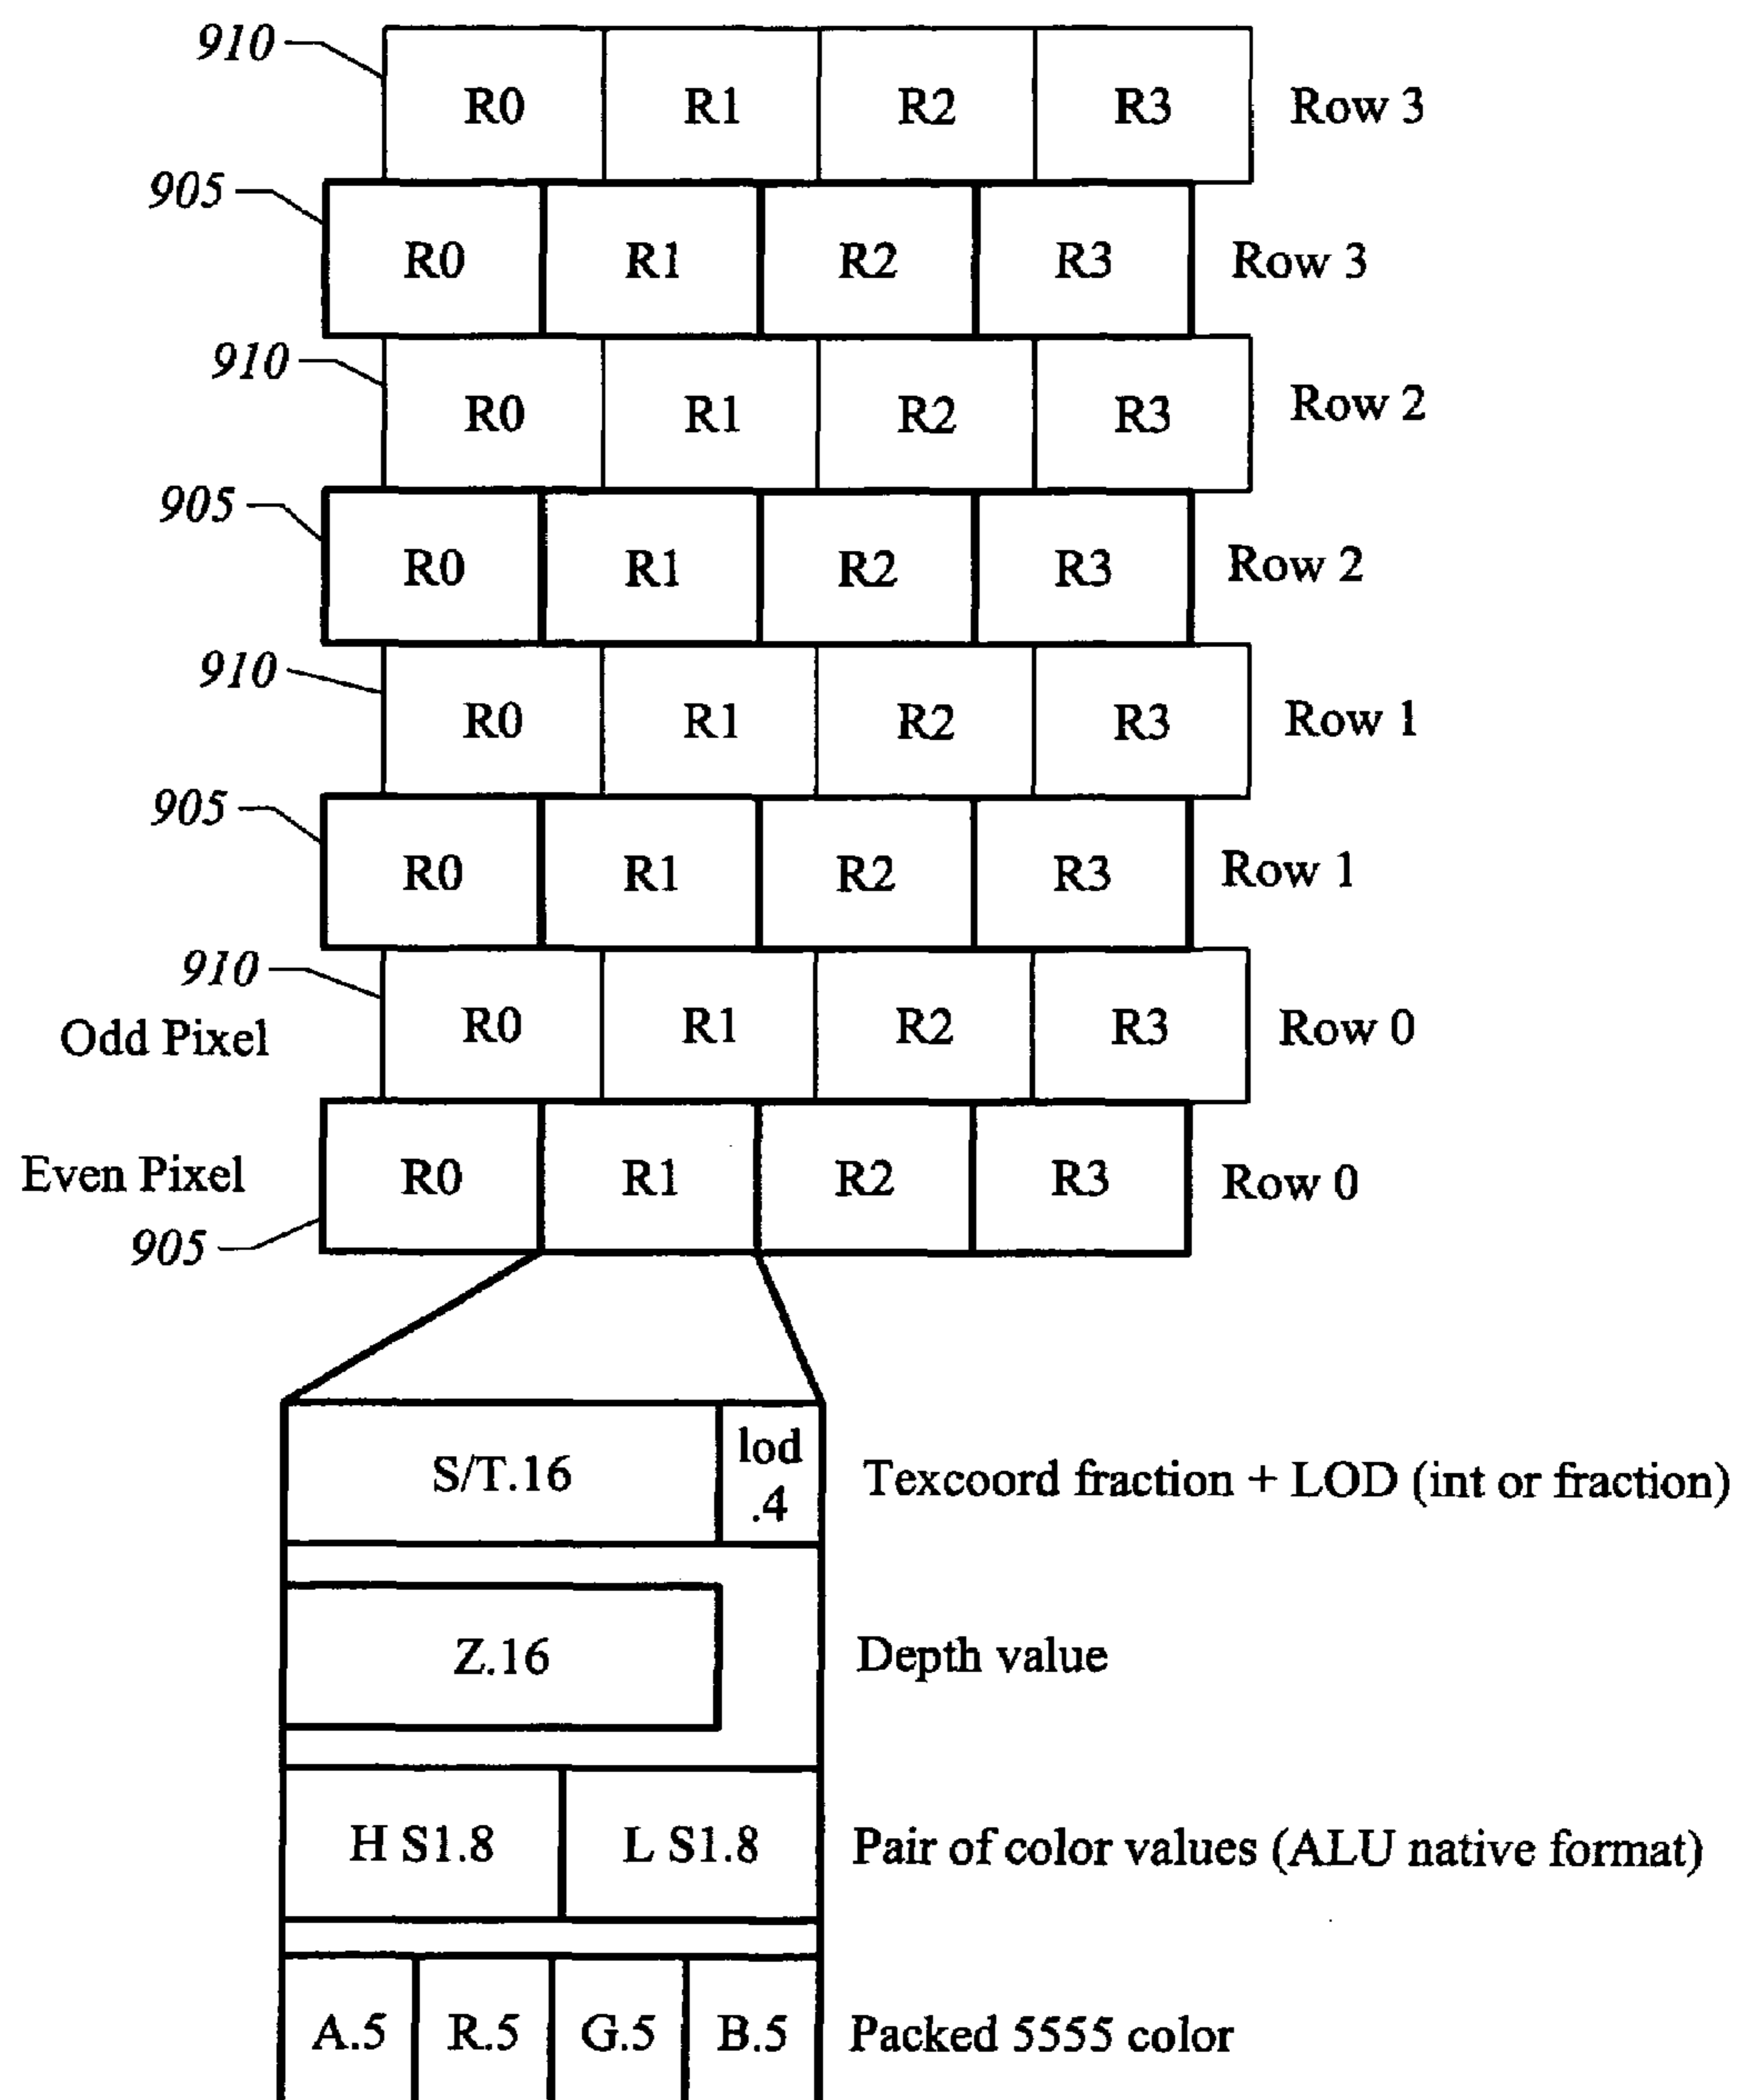 910
R0 R1 R2 R3 Row 3
905
R0 R1 R2 R3 Row 3
910
R0 R1 R2 R3 Row 2
905
R0 R1 R2 R3 Row 2
910
R0 R1 R2 R3 Row 1
905
R0 R1 R2 R3 Row 1
910
Odd Pixel R0 R1 R2 R3 Row 0
Even Pixel R0 R1 R2 R3 Row 0
905
S/T.16 lod .4 Texcoord fraction + LOD (int or fraction)
Z.16 Depth value
H S1.8 L S1.8 Pair of color values (ALU native format)
A.5 R.5 G.5 B.5 Packed 5555 color